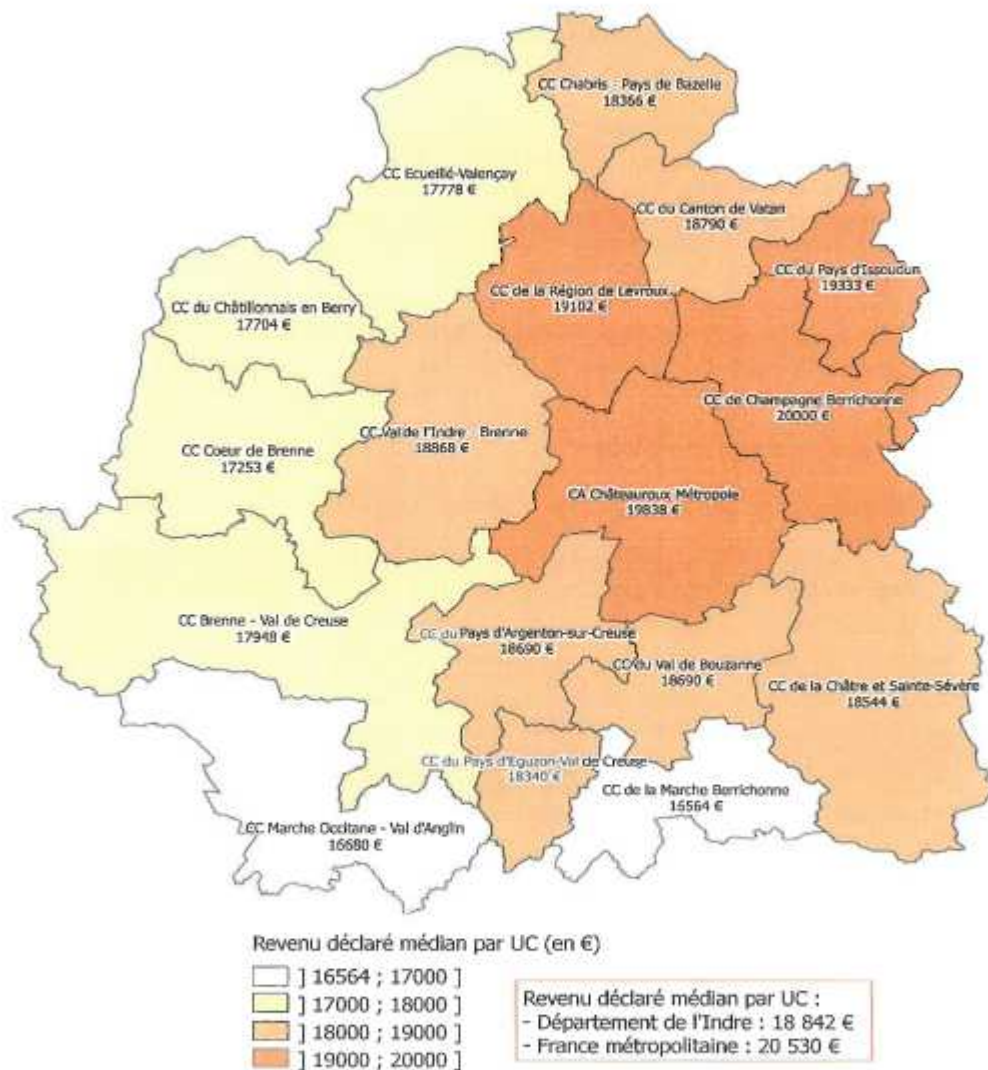 CC Chabris - Pays de Bazelle
18366 €
CC Ecueillé-Valençay
17778 €
CC du Canton de Vatan
18790 €
CC du Pays d'Issoudun
19333 €
CC de la Région de Levroux
19102 €
CC du Châtillonnais en Berry
17704 €
CC de Champagne Berrichonne
20000 €
CC Val de l'Indre - Brenne
18868 €
CC Coeur de Brenne
17253 €
CA Châteauroux Métropole
19838 €
CC Brenne - Val de Creuse
17948 €
CC du Pays d'Argenton-sur-Creuse
18690 €
CC du Val de Bouzanne
18690 €
CC de la Châtre et Sainte-Sévère
18544 €
CC du Pays d'Eguzon-Val de Creuse
18340 €
CC de la Marche Berrichonne
16564 €
CC Marche Occitane - Val d'Anglin
16680 €
Revenu déclaré médian par UC (en €)
] 16564 ; 17000 ]
] 17000 ; 18000 ]
] 18000 ; 19000 ]
] 19000 ; 20000 ]
Revenu déclaré médian par UC :
- Département de l'Indre : 18 842 €
- France métropolitaine : 20 530 €